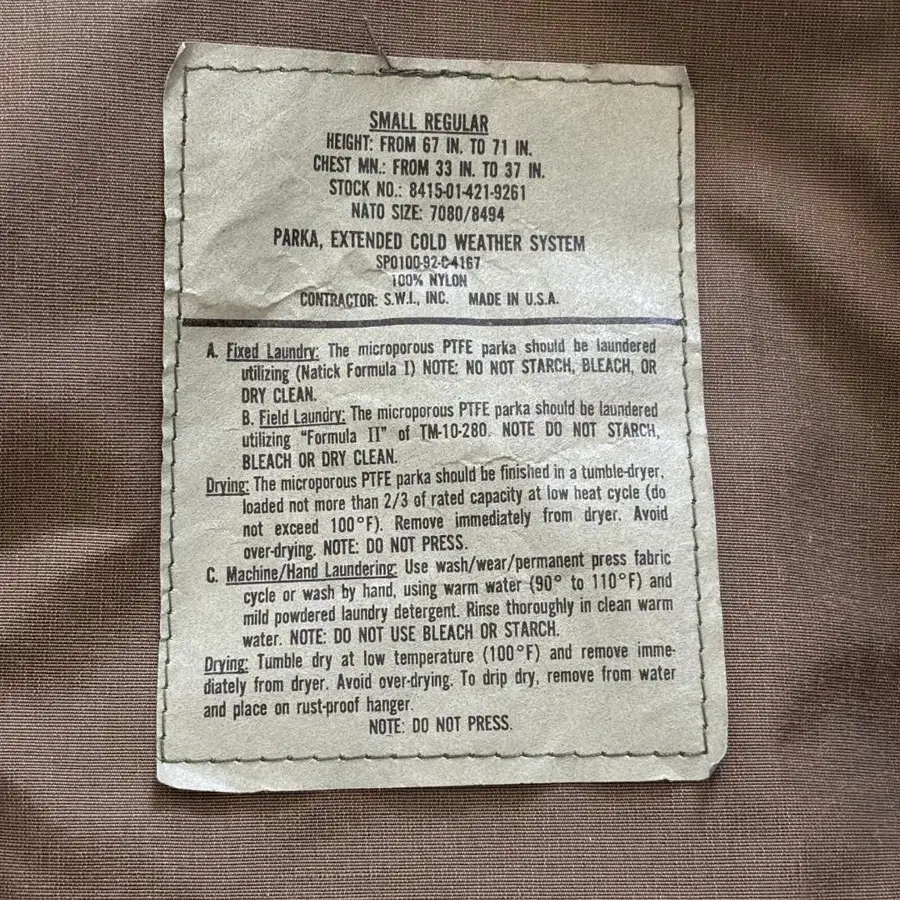 SMALL REGULAR
HEIGHT: FROM 67 IN. TO 71 IN.
CHEST MN.: FROM 33 IN. TO 37 IN.
STOCK NO.: 8415-01-421-9261
NATO SIZE: 7080/8494
PARKA, EXTENDED COLD WEATHER SYSTEM
SPO100-92-C-4167
100% NYLON
CONTRACTOR: S.W.I., INC. MADE IN U.S.A.
A. Fixed Laundry: The microporous PTFE parka should be laundered
utilizing (Natick Formula I) NOTE: NO NOT STARCH, BLEACH, OR
DRY CLEAN.
B. Field Laundry: The microporous PTFE parka should be laundered
utilizing "Formula II" of TM-10-280. NOTE DO NOT STARCH,
BLEACH OR DRY CLEAN.
Drying: The microporous PTFE parka should be finished in a tumble-dryer,
loaded not more than 2/3 of rated capacity at low heat cycle (do
not exceed 100°F). Remove immediately from dryer. Avoid
over-drying. NOTE: DO NOT PRESS.
C. Machine/Hand Laundering: Use wash/wear/permanent press fabric
cycle or wash by hand, using warm water (90° to 110°F) and
mild powdered laundry detergent. Rinse thoroughly in clean warm
water. NOTE: DO NOT USE BLEACH OR STARCH.
Drying: Tumble dry at low temperature (100°F) and remove imme-
diately from dryer. Avoid over-drying. To drip dry, remove from water
and place on rust-proof hanger.
NOTE: DO NOT PRESS.